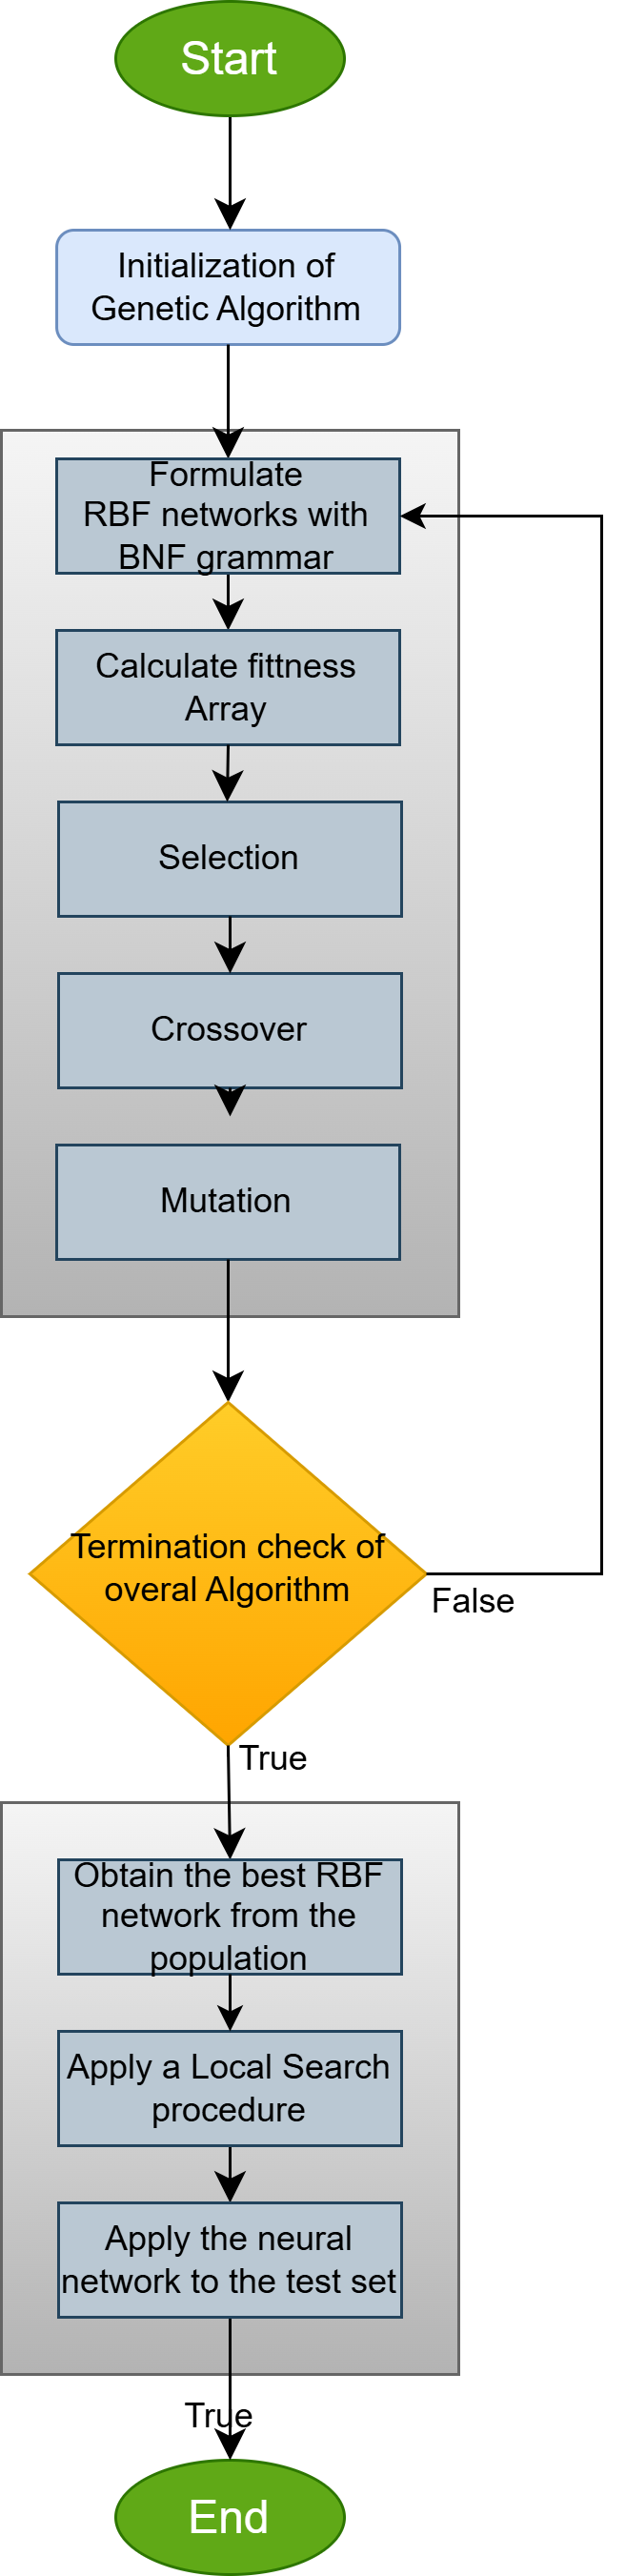 Start
Initialization of
Genetic Algorithm
Formulate
RBF networks with
BNF grammar
Calculate fittness
Array
Selection
Crossover
Mutation
Termination check of
overal Algorithm
False
True
Obtain the best RBF
network from the
population
Apply a Local Search
procedure
Apply the neural
network to the test set
True
End